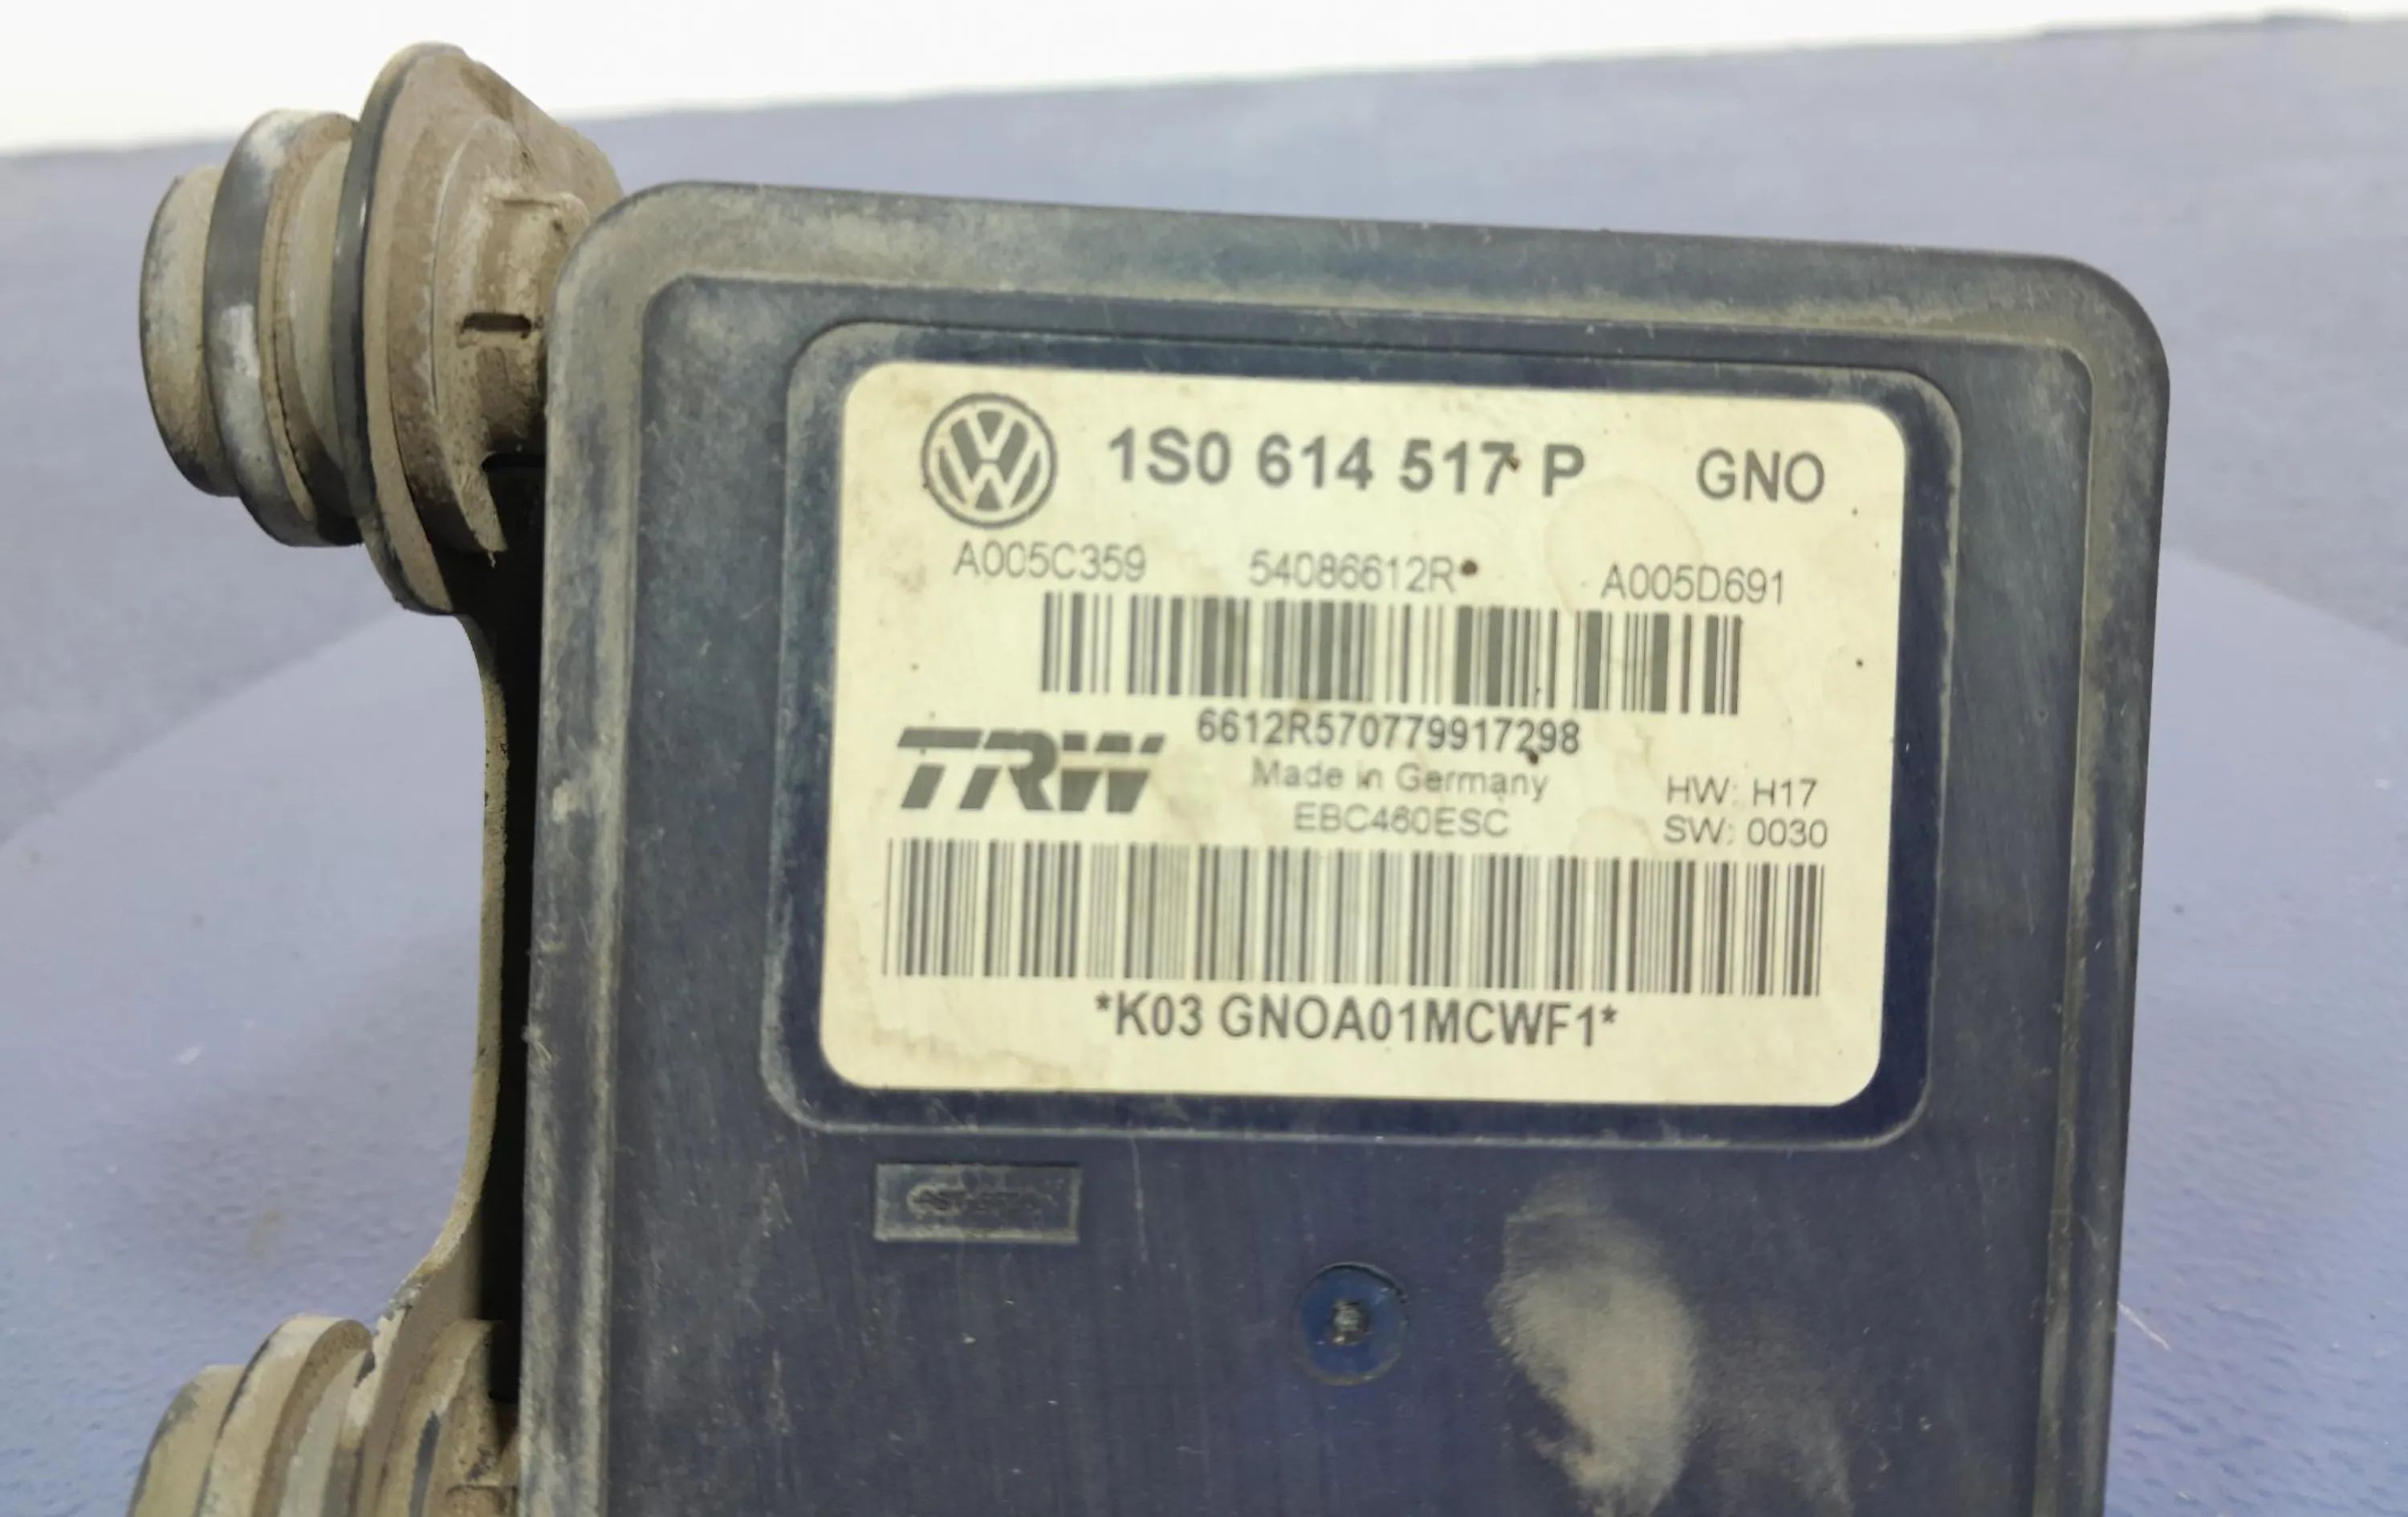 1S0 614 517 P GNO
A005C359 54086612R A005D691
6612R570779917298
TRW
Made in Germany
EBC460ESC
HW: H17
SW: 0030
*K03 GNOA01MCWF1*